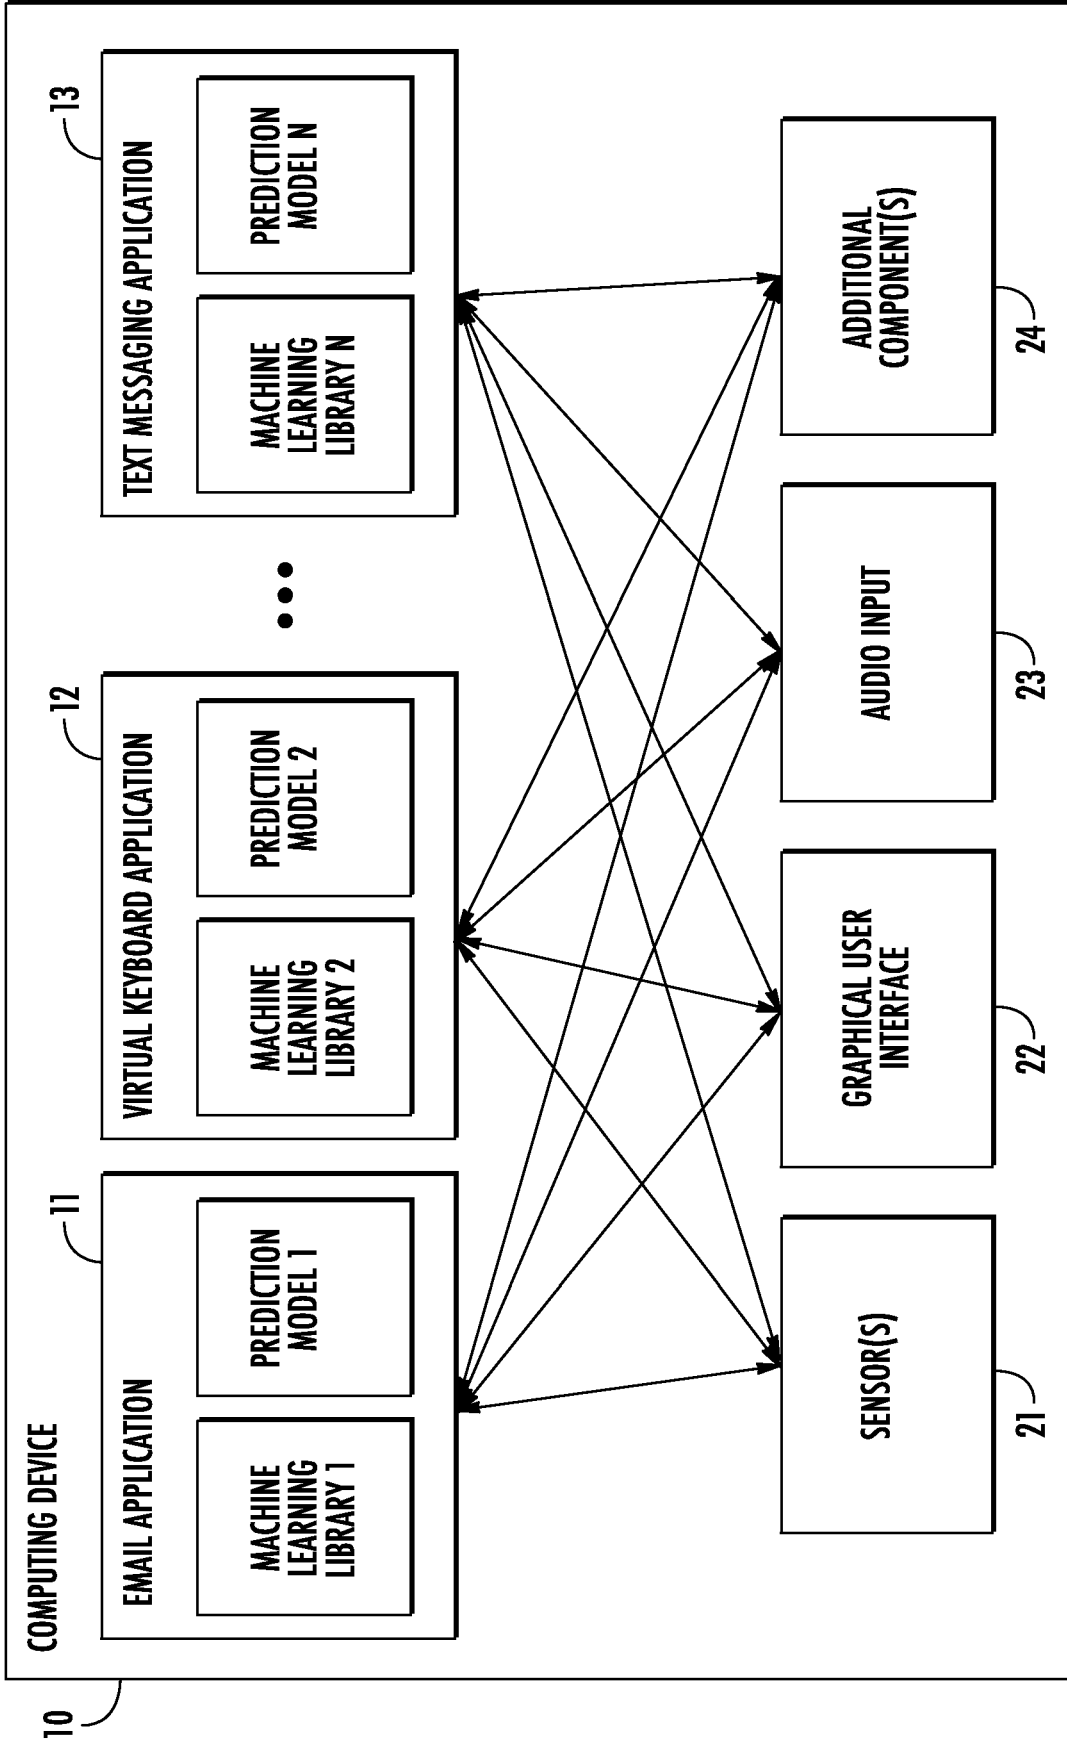 10
COMPUTING DEVICE
11
EMAIL APPLICATION
MACHINE
LEARNING
LIBRARY 1
PREDICTION
MODEL 1
12
VIRTUAL KEYBOARD APPLICATION
MACHINE
LEARNING
LIBRARY 2
PREDICTION
MODEL 2
13
TEXT MESSAGING APPLICATION
MACHINE
LEARNING
LIBRARY N
PREDICTION
MODEL N
SENSOR(S)
21
GRAPHICAL USER
INTERFACE
22
AUDIO INPUT
23
ADDITIONAL
COMPONENT(S)
24